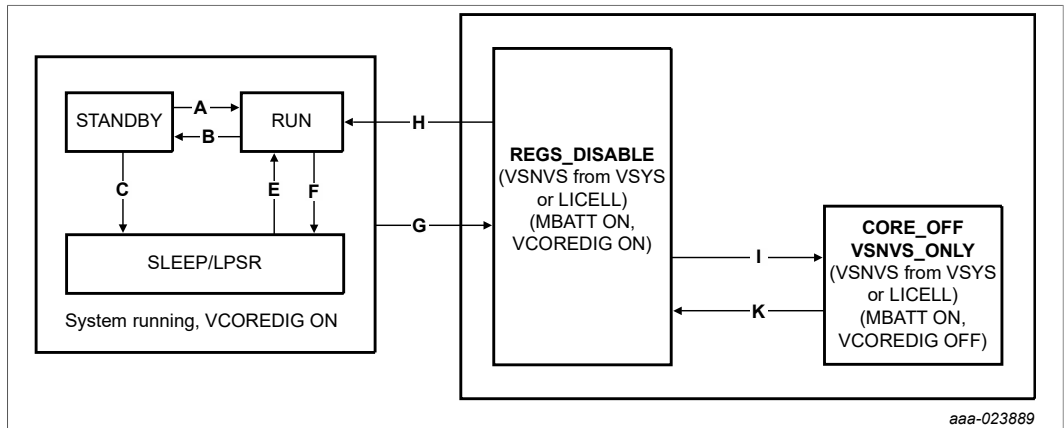 STANDBY
A
B
RUN
C
E
F
SLEEP/LPSR
System running, VCOREDIG ON
H
G
REGS_DISABLE
(VSNVS from VSYS
or LICELL)
(MBATT ON,
VCOREDIG ON)
I
K
CORE_OFF
VSNVS_ONLY
(VSNVS from VSYS
or LICELL)
(MBATT ON,
VCOREDIG OFF)
aaa-023889